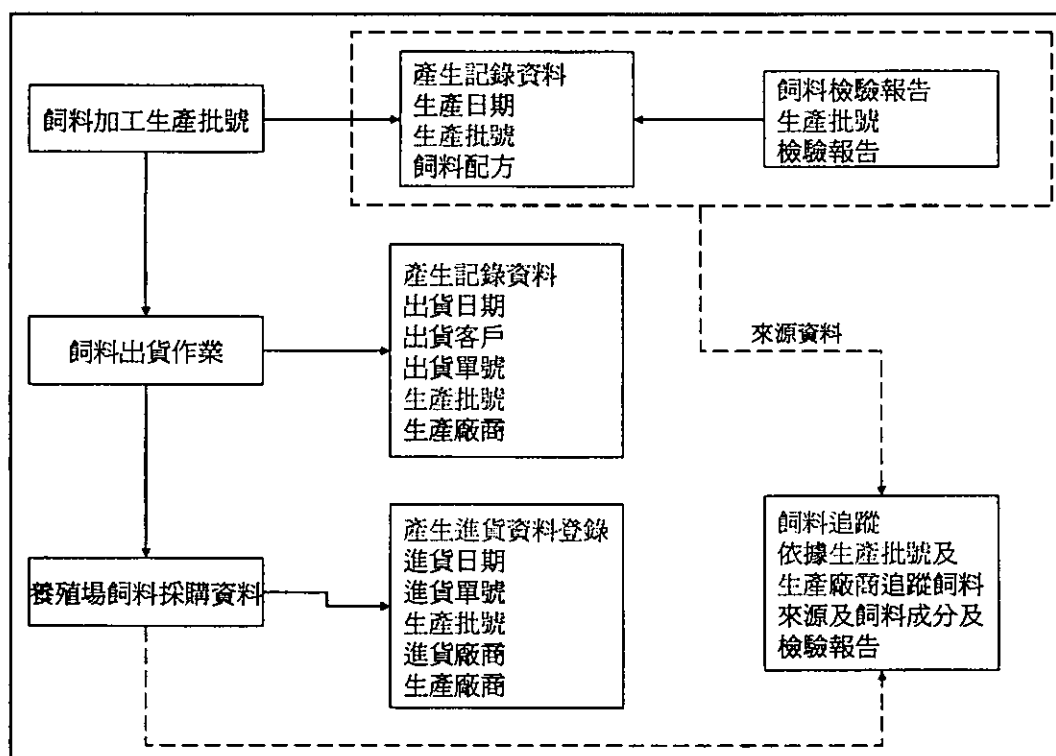 飼料加工生產批號
產生記錄資料
生產日期
生產批號
飼料配方
飼料檢驗報告
生產批號
檢驗報告
飼料出貨作業
產生記錄資料
出貨日期
出貨客戶
出貨單號
生產批號
生產廠商
來源資料
養殖場飼料採購資料
產生進貨資料登錄
進貨日期
進貨單號
生產批號
進貨廠商
生產廠商
飼料追蹤
依據生產批號及
生產廠商追蹤飼料
來源及飼料成分及
檢驗報告